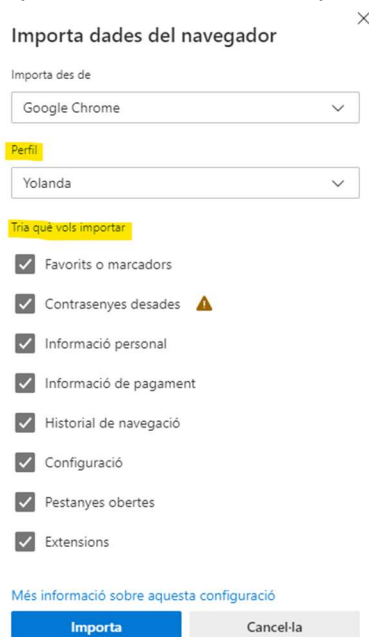 Importa dades del navegador
Importa des de
Google Chrome
Perfil
Yolanda
Tria què vols importar
Favorits o marcadors
Contrasenyes desades
Informació personal
Informació de pagament
Historial de navegació
Configuració
Pestanyes obertes
Extensions
Més informació sobre aquesta configuració
Importa
Cancel·la